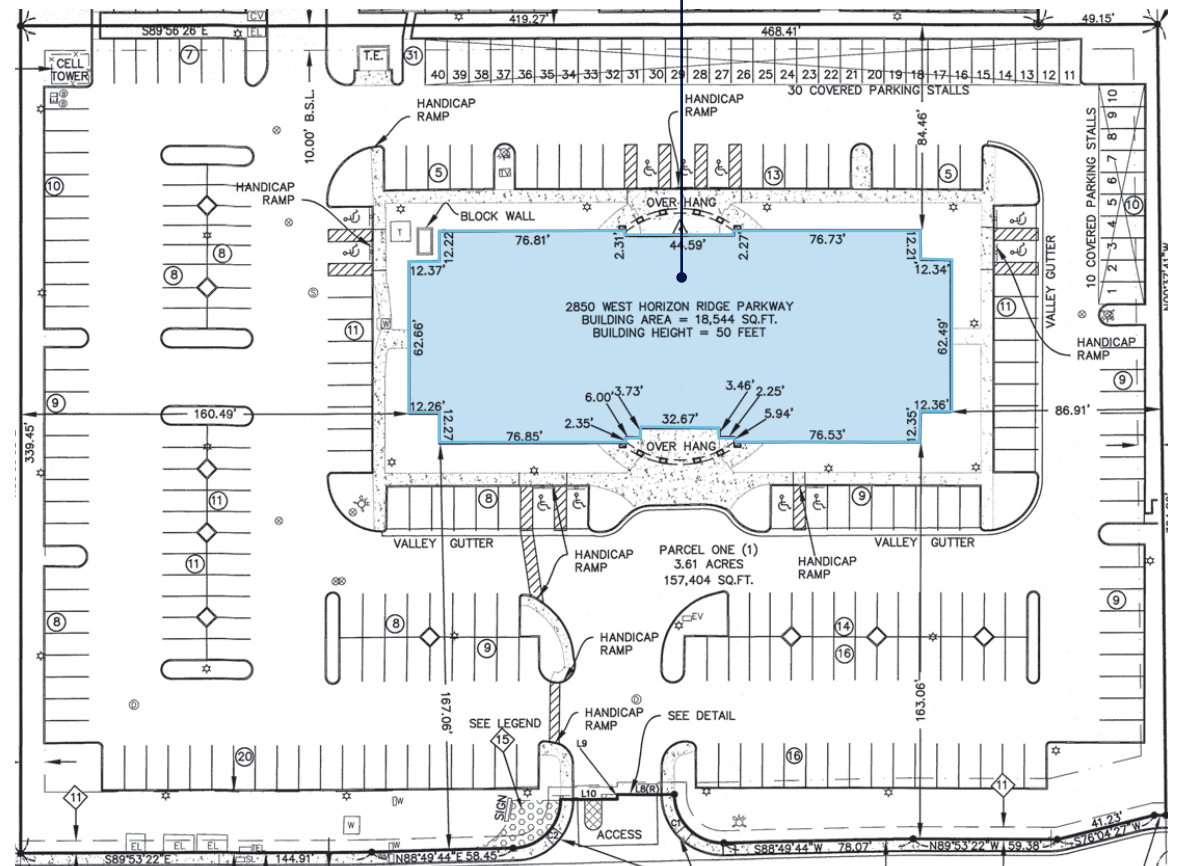 CV
EL
419.27'
49.15'
S89°56'26"E
468.41'
T.E.
31
CELL
TOWER
7
40 39 38 37 36 35 34 33 32 31 30 29 28 27 26 25 24 23 22 21 20 19 18 17 16 15 14 13 12 11
30 COVERED PARKING STALLS
HANDICAP
RAMP
HANDICAP
RAMP
10.00' B.S.L.
84.46'
10
9
8
7
6
5
4
3
2
1
10 COVERED PARKING STALLS
10
10
5
TV
13
5
HANDICAP
RAMP
OVER HANG
BLOCK WALL
T
12.22'
76.81'
2.31'
44.59'
2.27'
76.73'
12.21'
12.37'
12.34'
8
8
VALLEY GUTTER
N00°37'41"W
S
2850 WEST HORIZON RIDGE PARKWAY
BUILDING AREA = 18,544 SQ.FT.
BUILDING HEIGHT = 50 FEET
11
W
62.99'
62.49'
11
HANDICAP
RAMP
9
9
3.73'
6.00'
2.35'
3.46'
2.25'
5.94'
32.67'
160.49'
12.26'
12.27'
76.85'
OVER HANG
76.53'
12.35'
12.36'
86.91'
339.45'
11
11
8
9
VALLEY GUTTER
VALLEY GUTTER
HANDICAP
RAMP
PARCEL ONE (1)
3.61 ACRES
157,404 SQ.FT.
HANDICAP
RAMP
8
9
8
9
EV
14
16
HANDICAP
RAMP
167.06'
163.06'
D
D
SEE LEGEND
15
HANDICAP
RAMP
SEE DETAIL
L9
20
16
11
11
L10
L8(R)
SIGN
W
W
W
C2
ACCESS
C1
EL
EL
EL
TEL
SL
41.23'
S76°04'27"W
S89°53'22"E
144.91'
N88°49'44"E 58.45'
S88°49'44"W 78.07'
N89°53'22"W 59.38'